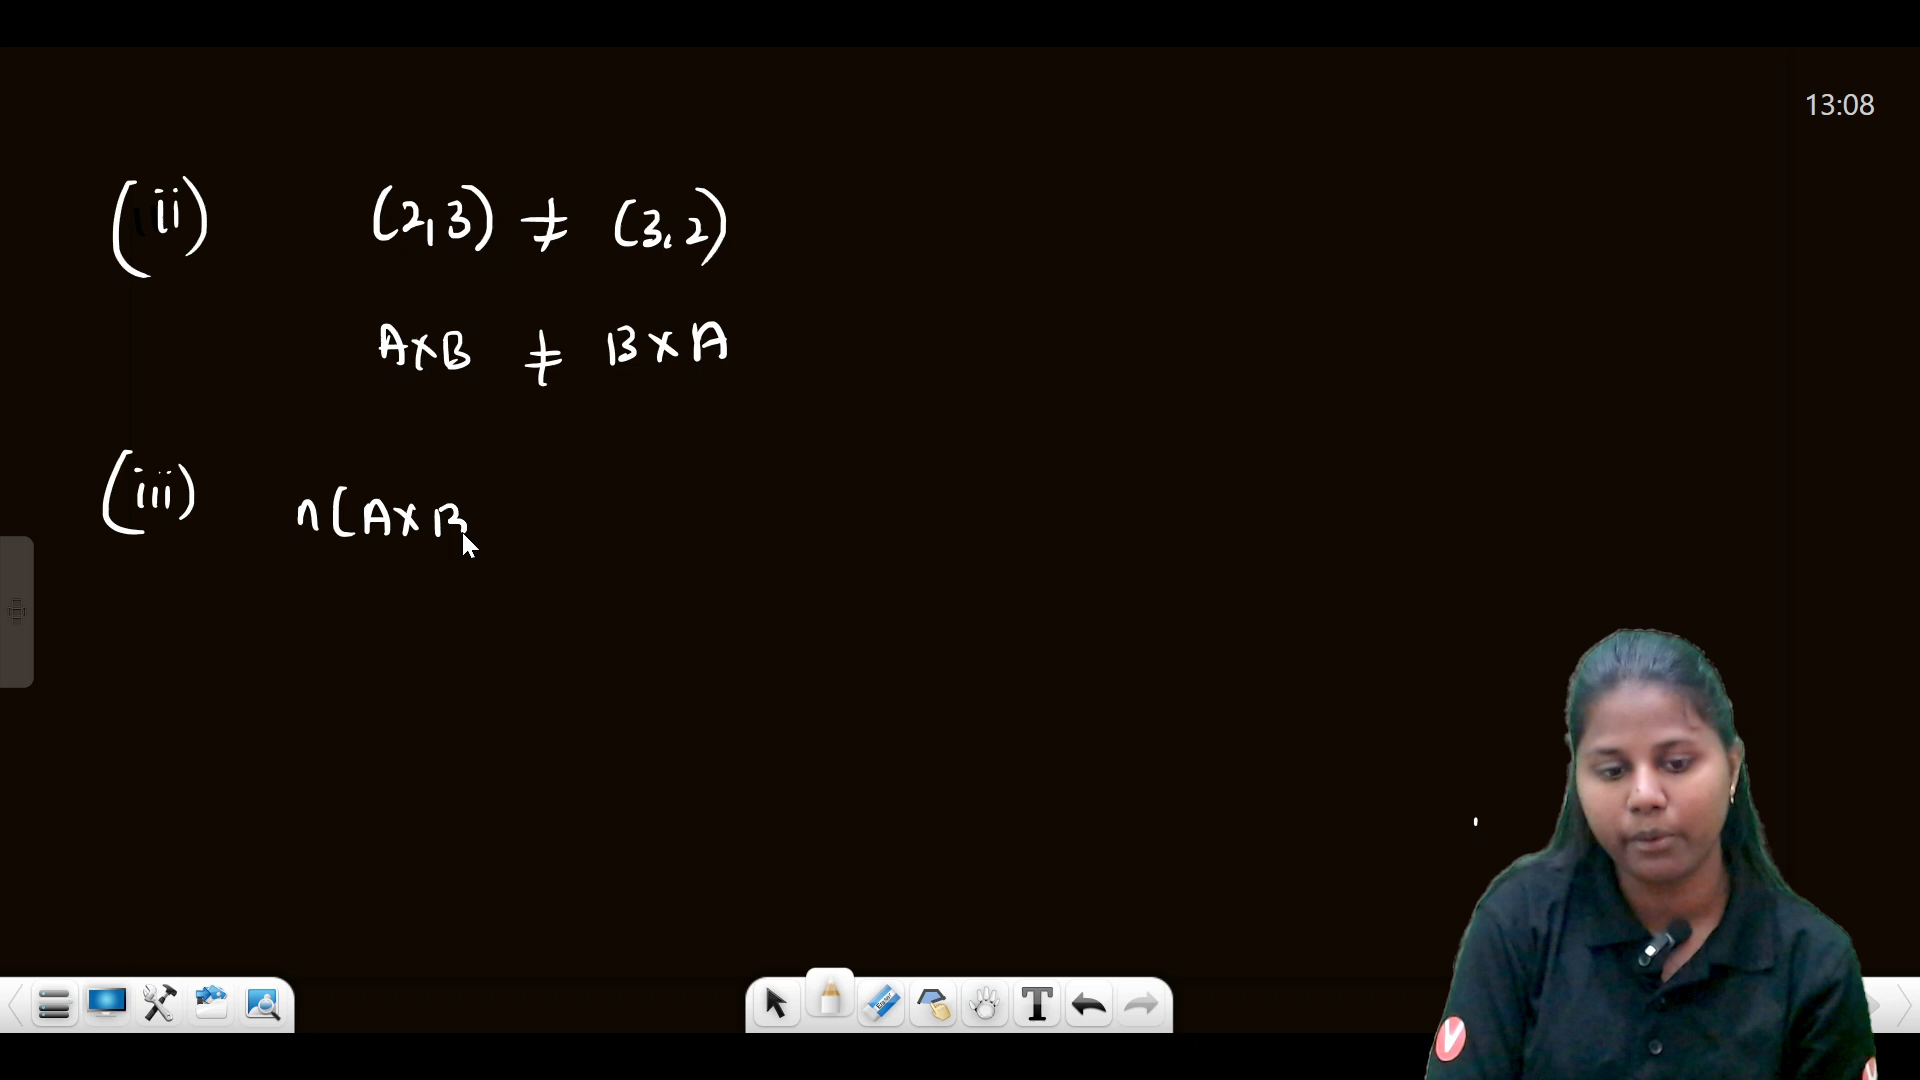 13:08
(ii) (2,3) ≠ (3,2)
A×B ≠ B×A
(iii) n(A×B
T
V